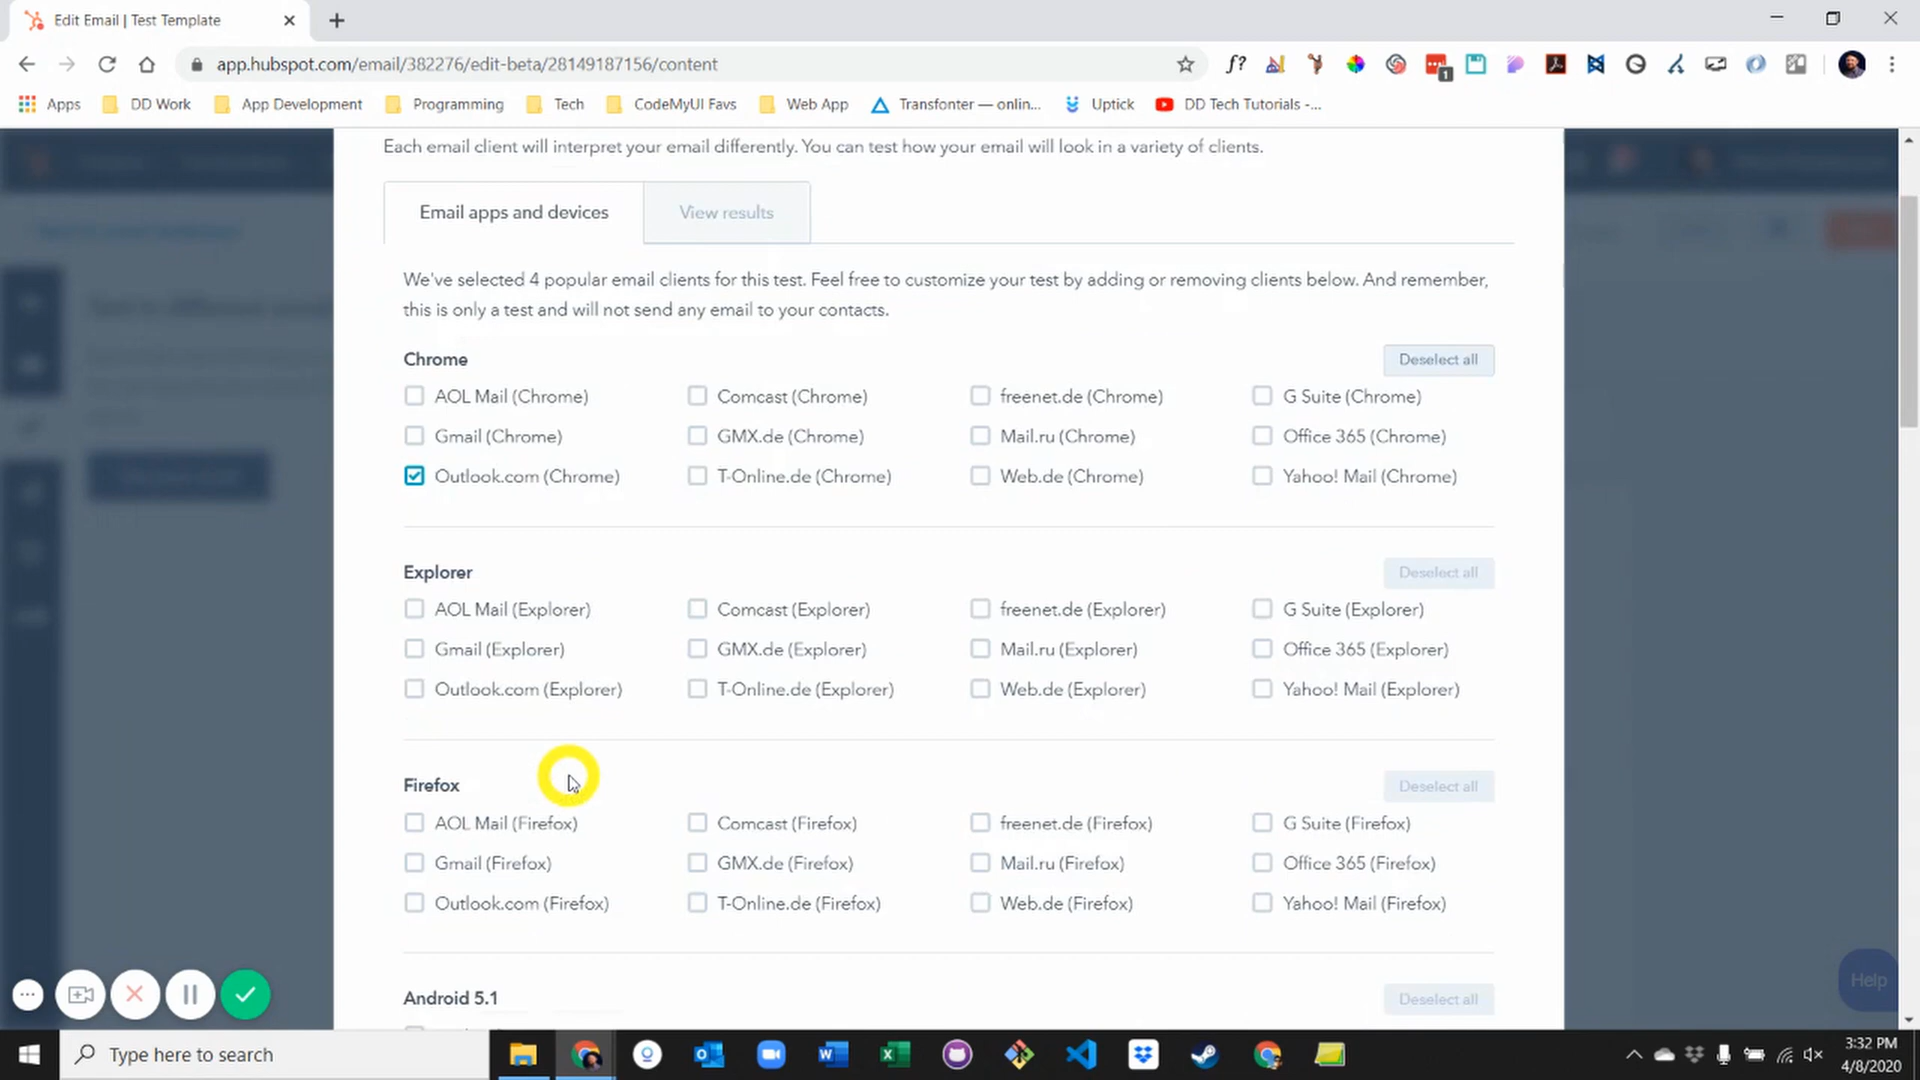 Edit Email | Test Template
app.hubspot.com/email/382276/edit-beta/28149187156/content
f?
1
Apps
DD Work
App Development
Programming
Tech
CodeMyUI Favs
Web App
Transfonter — onlin...
Uptick
DD Tech Tutorials -...
Each email client will interpret your email differently. You can test how your email will look in a variety of clients.
Email apps and devices
View results
We've selected 4 popular email clients for this test. Feel free to customize your test by adding or removing clients below. And remember,
this is only a test and will not send any email to your contacts.
Chrome
Deselect all
AOL Mail (Chrome)
Comcast (Chrome)
freenet.de (Chrome)
G Suite (Chrome)
Gmail (Chrome)
GMX.de (Chrome)
Mail.ru (Chrome)
Office 365 (Chrome)
Outlook.com (Chrome)
T-Online.de (Chrome)
Web.de (Chrome)
Yahoo! Mail (Chrome)
Explorer
Deselect all
AOL Mail (Explorer)
Comcast (Explorer)
freenet.de (Explorer)
G Suite (Explorer)
Gmail (Explorer)
GMX.de (Explorer)
Mail.ru (Explorer)
Office 365 (Explorer)
Outlook.com (Explorer)
T-Online.de (Explorer)
Web.de (Explorer)
Yahoo! Mail (Explorer)
Firefox
Deselect all
AOL Mail (Firefox)
Comcast (Firefox)
freenet.de (Firefox)
G Suite (Firefox)
Gmail (Firefox)
GMX.de (Firefox)
Mail.ru (Firefox)
Office 365 (Firefox)
Outlook.com (Firefox)
T-Online.de (Firefox)
Web.de (Firefox)
Yahoo! Mail (Firefox)
Help
Android 5.1
Deselect all
Type here to search
3:32 PM
4/8/2020